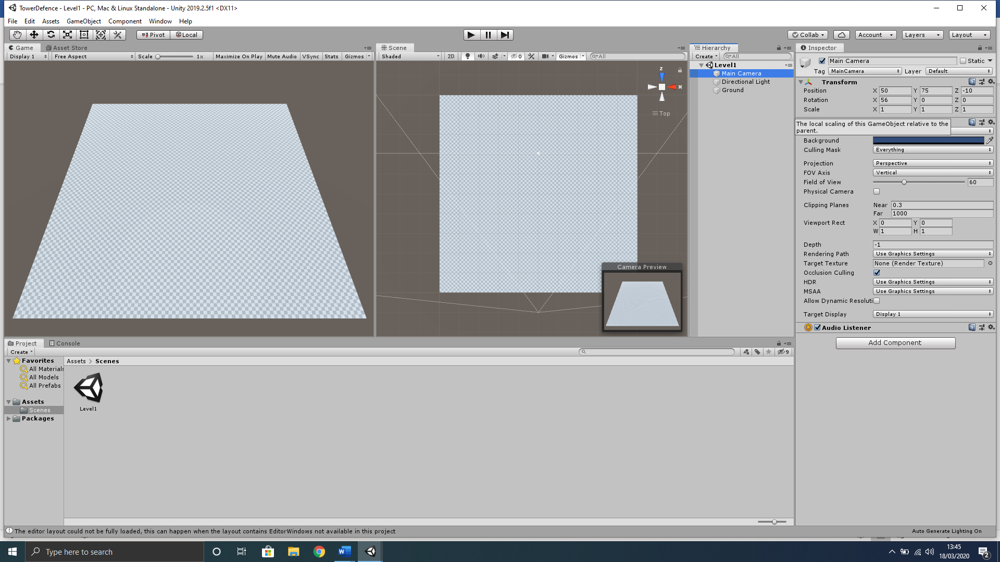 TowerDefence - Level1 - PC, Mac & Linux Standalone - Unity 2019.2.5f1 <DX11>
File Edit Assets GameObject Component Window Help
Pivot Local Collab Account Layers Layout
Game Asset Store
Display 1 Free Aspect Scale 1x Maximize On Play Mute Audio VSync Stats Gizmos
Scene
Shaded 2D 0 Gizmos All
z
x
Top
Camera Preview
Hierarchy
Create All
Level1
Main Camera
Directional Light
Ground
Inspector
Main Camera Static
Tag MainCamera Layer Default
Transform
Position X 50 Y 75 Z -10
Rotation X 56 Y 0 Z 0
Scale X 1 Y 1 Z 1
The local scaling of this GameObject relative to the
parent.
Background
Culling Mask Everything
Projection Perspective
FOV Axis Vertical
Field of View 60
Physical Camera
Clipping Planes Near 0.3
Far 1000
Viewport Rect X 0 Y 0
W 1 H 1
Depth -1
Rendering Path Use Graphics Settings
Target Texture None (Render Texture)
Occlusion Culling
HDR Use Graphics Settings
MSAA Use Graphics Settings
Allow Dynamic Resoluti
Target Display Display 1
Audio Listener
Add Component
Project Console
Create 9
Favorites
All Materials
All Models
All Prefabs
Assets
Scenes
Packages
Assets > Scenes
Level1
The editor layout could not be fully loaded, this can happen when the layout contains EditorWindows not available in this project
Auto Generate Lighting On
Type here to search
W
13:45
18/03/2020
2